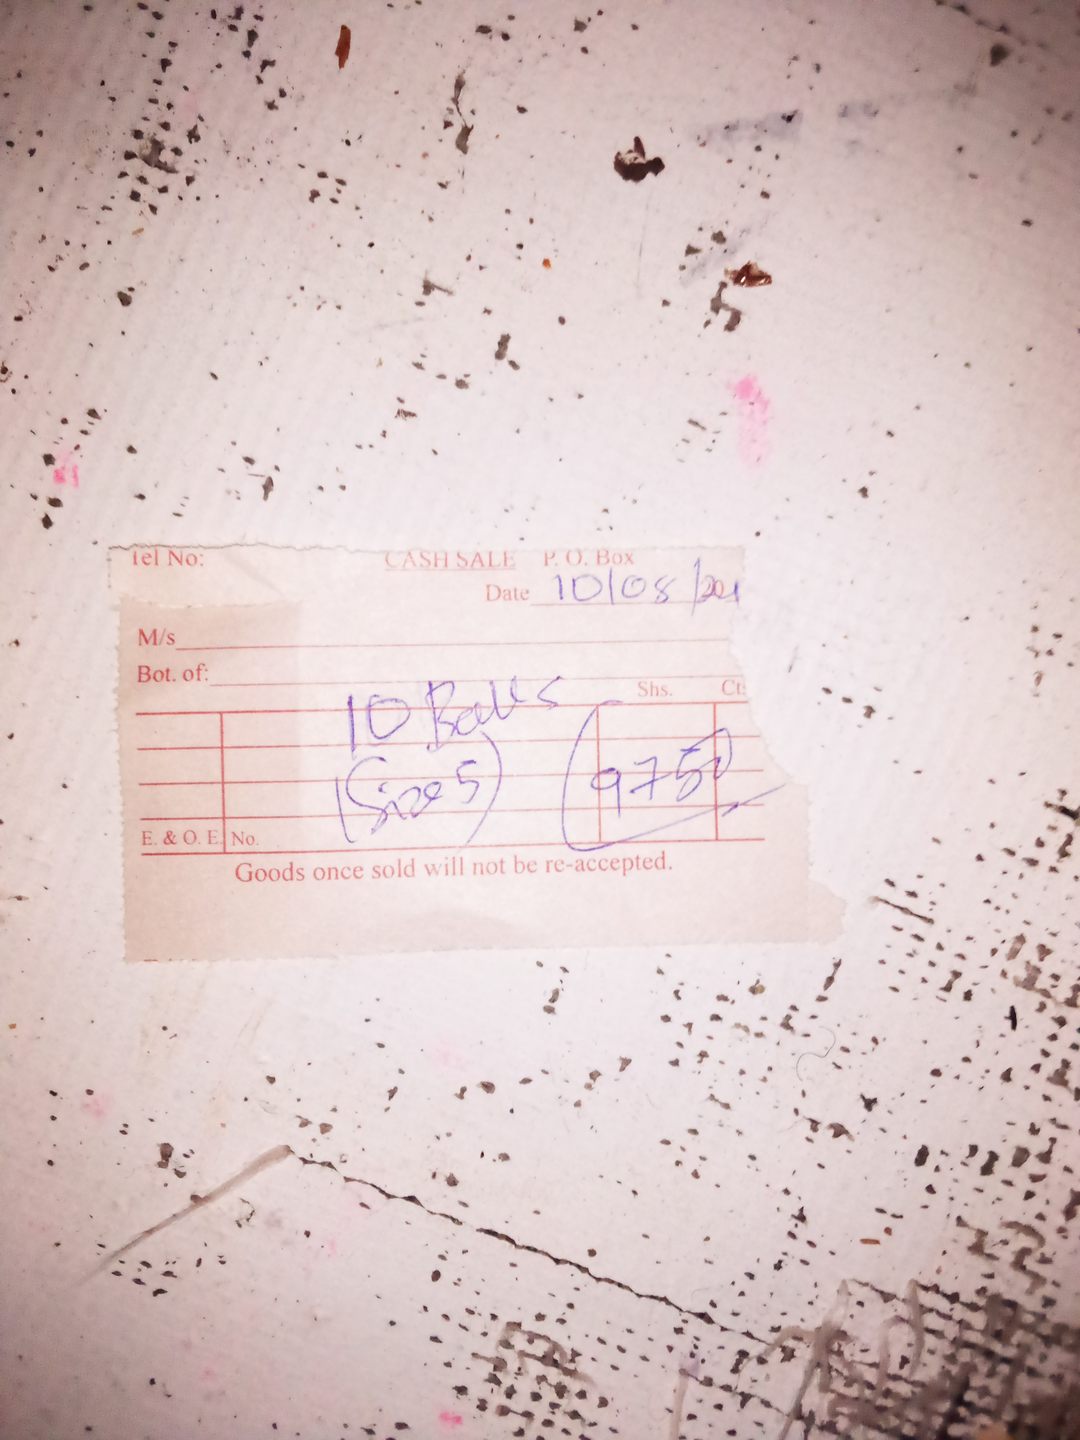 Tel No: CASH SALE P. O. Box
Date 10/08/
M/s
Bot. of:
Shs. Ct
10 Balls
(Size 5) 9750
E. & O. E. No.
Goods once sold will not be re-accepted.